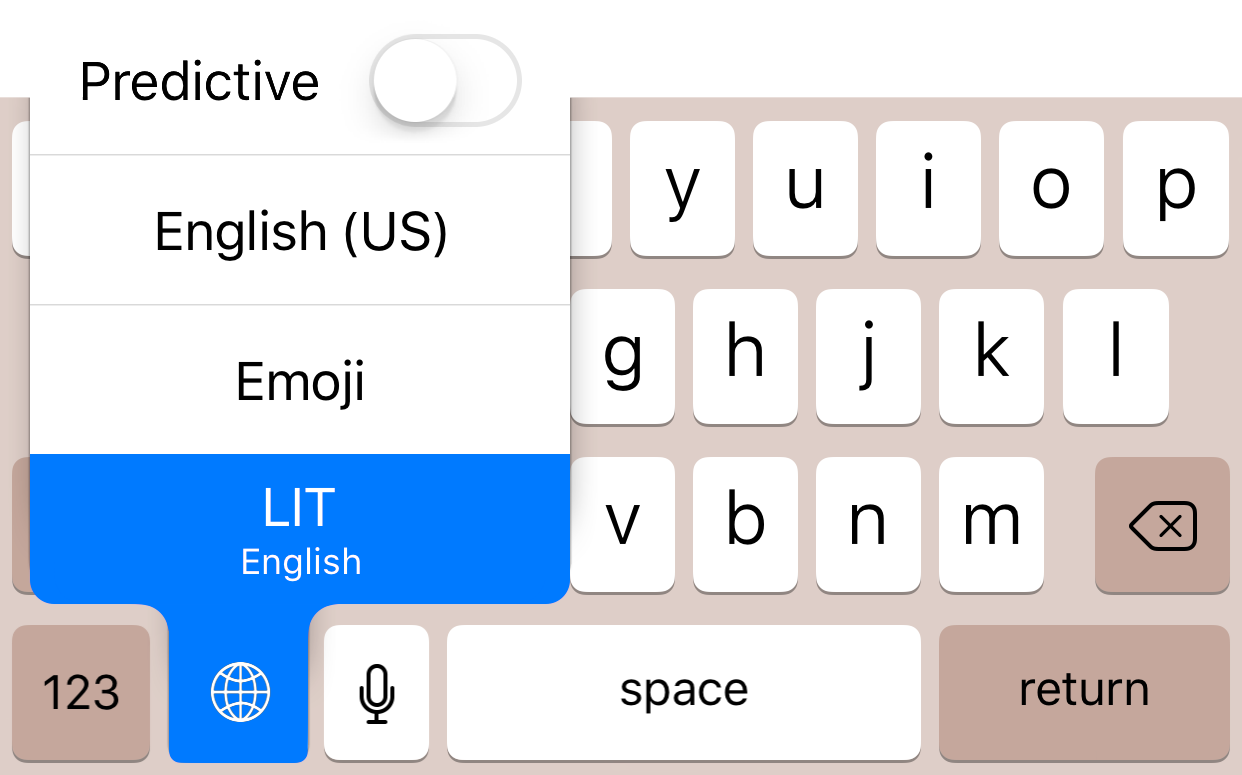 Predictive
English (US)
Emoji
LIT
English
y u i o p
g h j k l
v b n m
123 space return